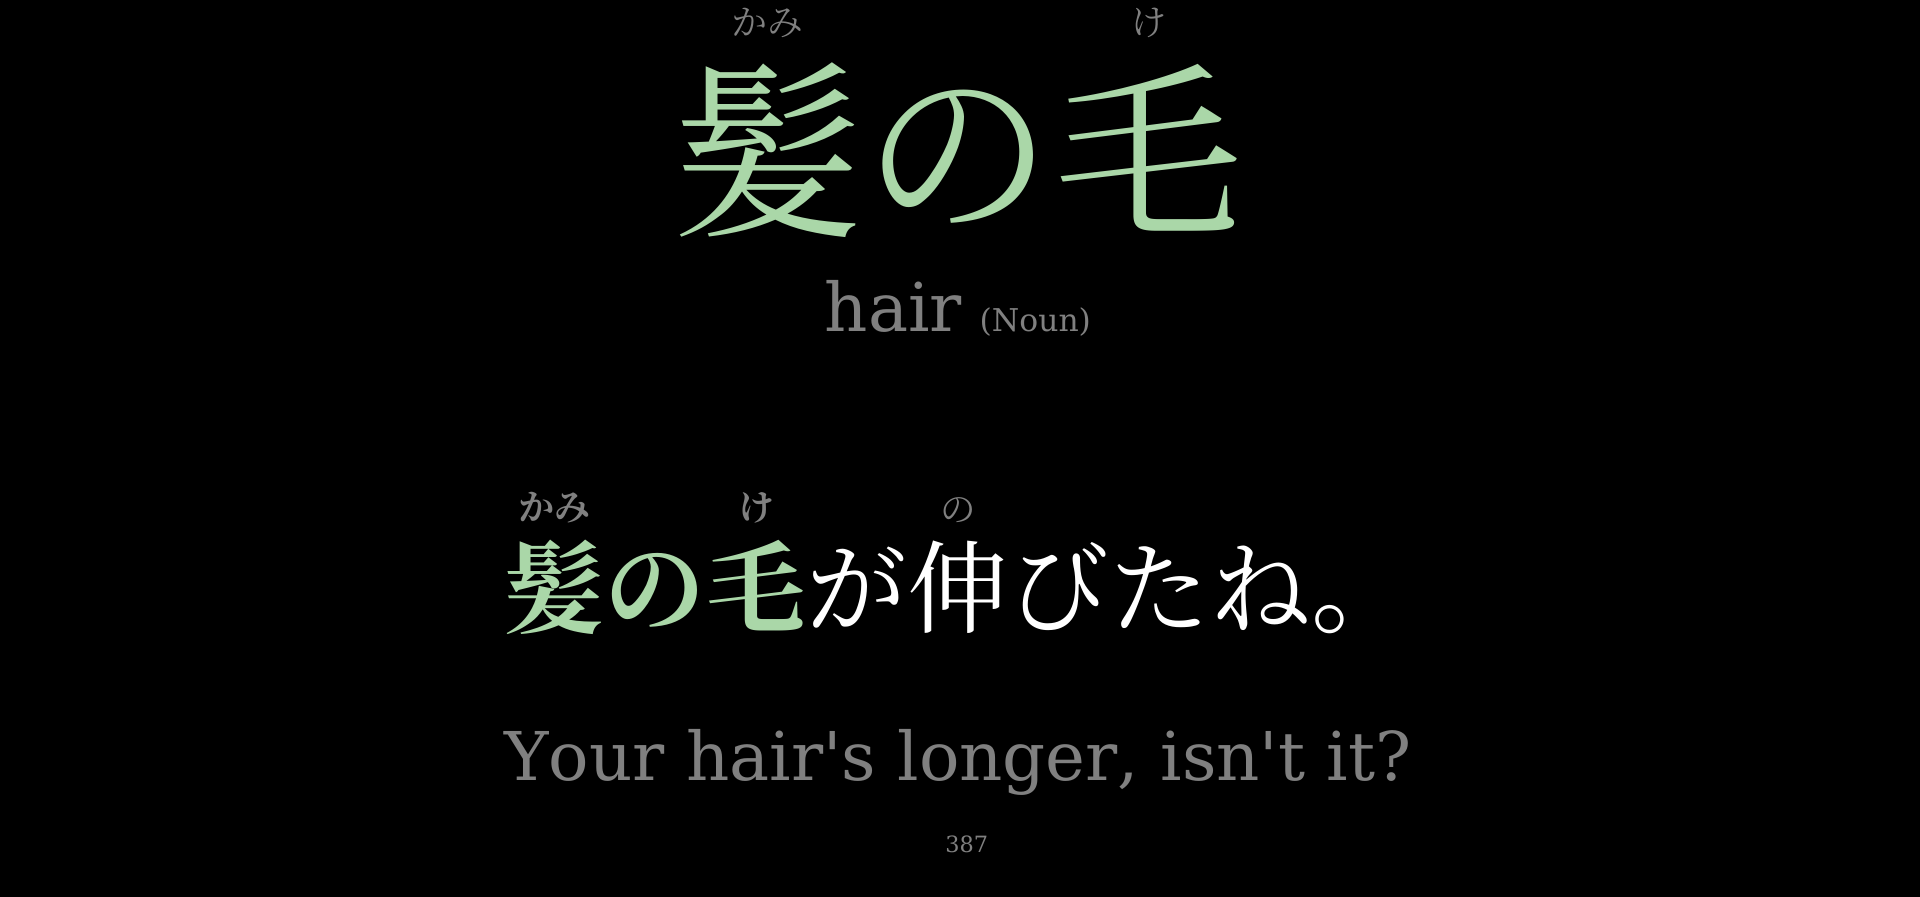 かみ け
髪の毛
hair (Noun)
かみ け の
髪の毛が伸びたね。
Your hair's longer, isn't it?
387